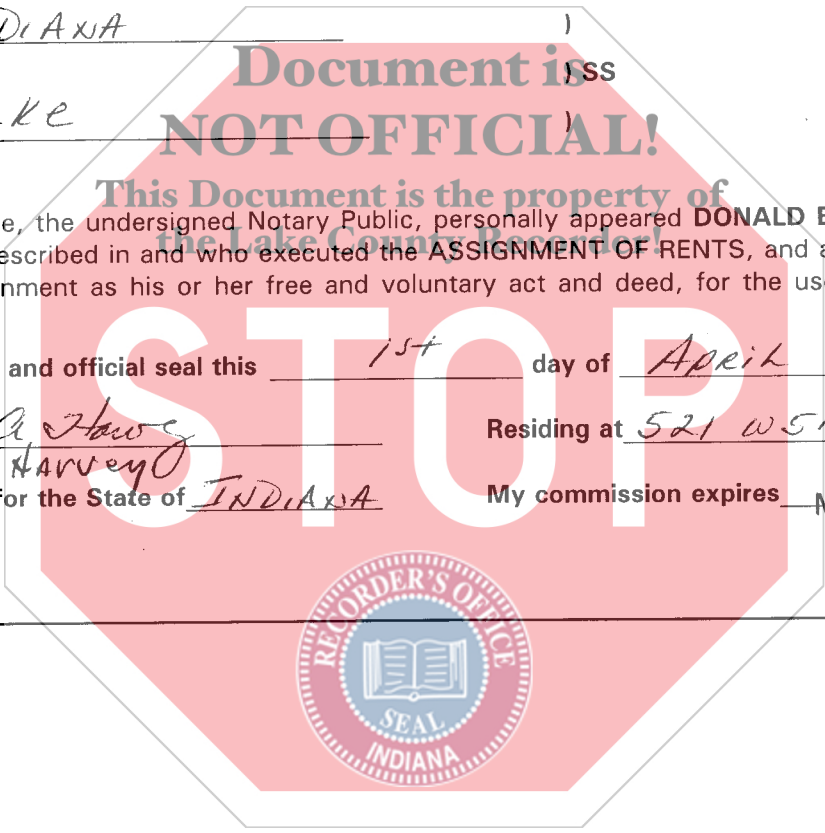 DIANA )
Document is
) SS
ke )
NOT OFFICIAL!
This Document is the property of
e, the undersigned Notary Public, personally appeared DONALD E
the Lake County Recorder!
escribed in and who executed the ASSIGNMENT OF RENTS, and a
nment as his or her free and voluntary act and deed, for the us
STOP
and official seal this 1st day of April
Residing at 521 W 5
Harvey
for the State of INDIANA My commission expires
RECORDER'S OFFICE
SEAL
INDIANA